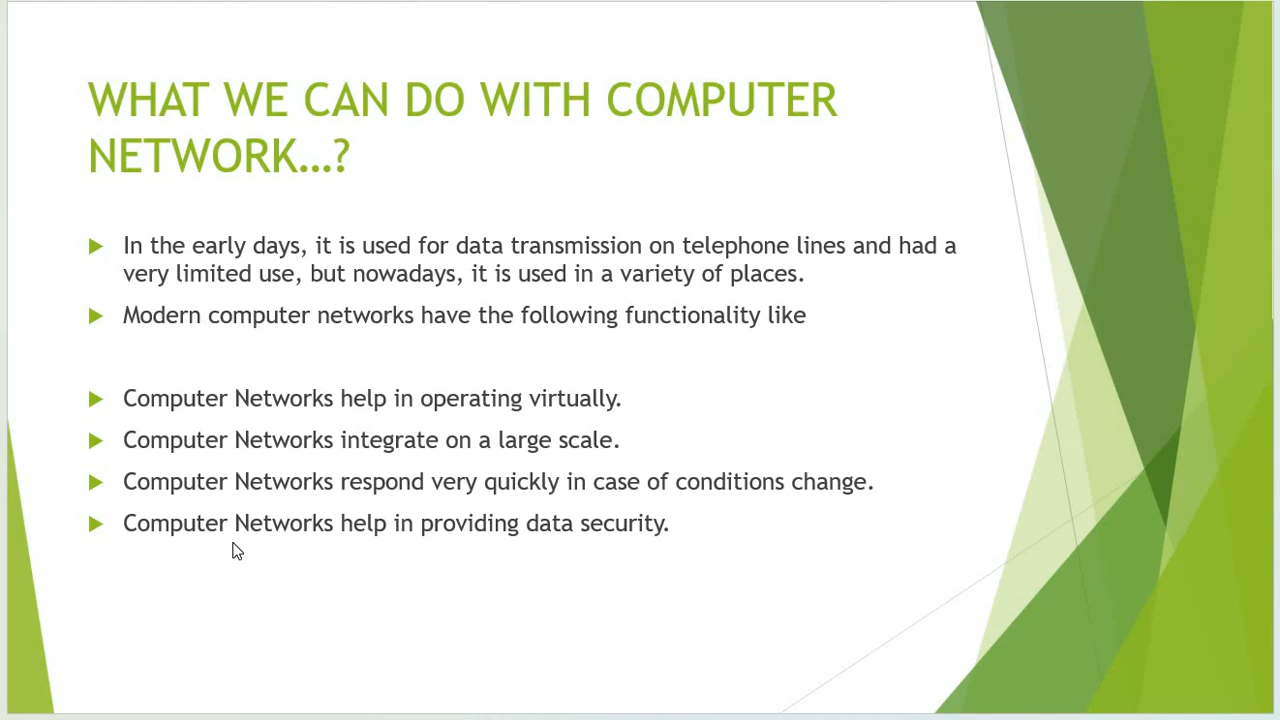 WHAT WE CAN DO WITH COMPUTER
NETWORK...?
In the early days, it is used for data transmission on telephone lines and had a
very limited use, but nowadays, it is used in a variety of places.
Modern computer networks have the following functionality like
Computer Networks help in operating virtually.
Computer Networks integrate on a large scale.
Computer Networks respond very quickly in case of conditions change.
Computer Networks help in providing data security.